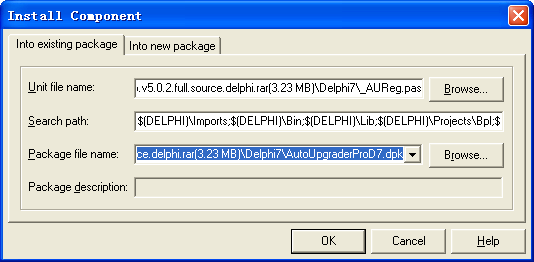 Install Component
Into existing package Into new package
Unit file name: .v5.0.2.full.source.delphi.rar(3.23 MB)\Delphi7\_AUReg.pas Browse...
Search path: $(DELPHI)\Imports;$(DELPHI)\Bin;$(DELPHI)\Lib;$(DELPHI)\Projects\Bpl;$
Package file name: ce.delphi.rar(3.23 MB)\Delphi7\AutoUpgraderProD7.dpk Browse...
Package description:
OK Cancel Help